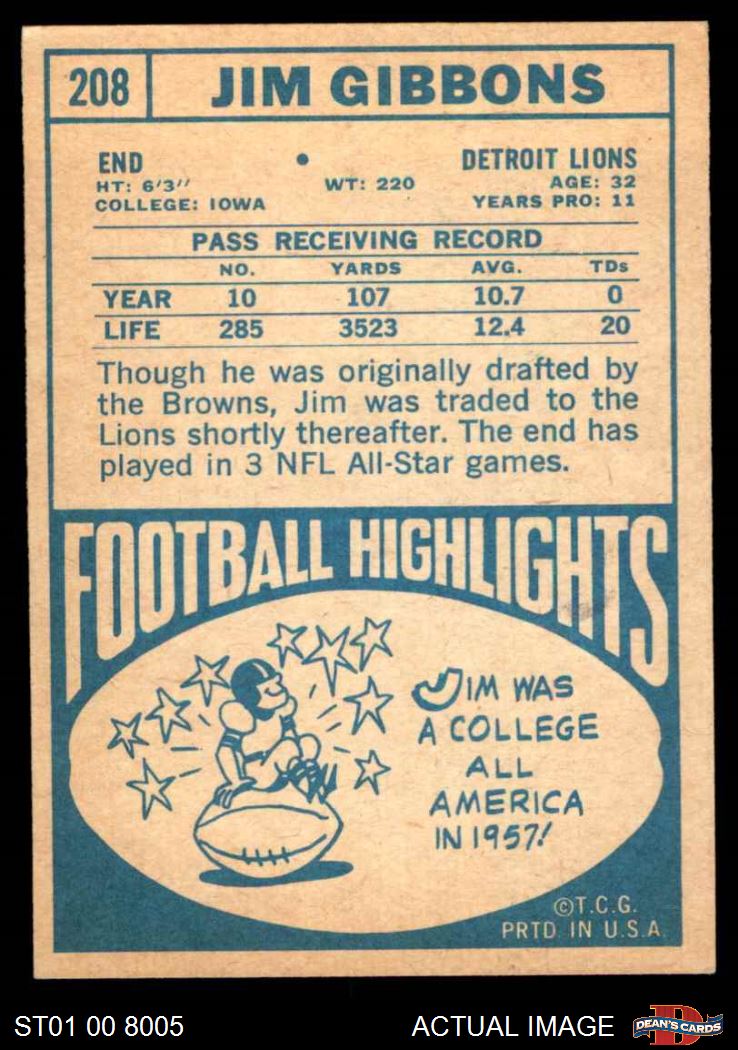 208 JIM GIBBONS
END • DETROIT LIONS
HT: 6'3" WT: 220 AGE: 32
COLLEGE: IOWA YEARS PRO: 11
PASS RECEIVING RECORD
NO. YARDS AVG. TDs
YEAR 10 107 10.7 0
LIFE 285 3523 12.4 20
Though he was originally drafted by
the Browns, Jim was traded to the
Lions shortly thereafter. The end has
played in 3 NFL All-Star games.
FOOTBALL HIGHLIGHTS
JIM WAS
A COLLEGE
ALL
AMERICA
IN 1957!
©T.C.G.
PRTD. IN U.S.A.
ST01 00 8005 ACTUAL IMAGE DEAN'S CARDS